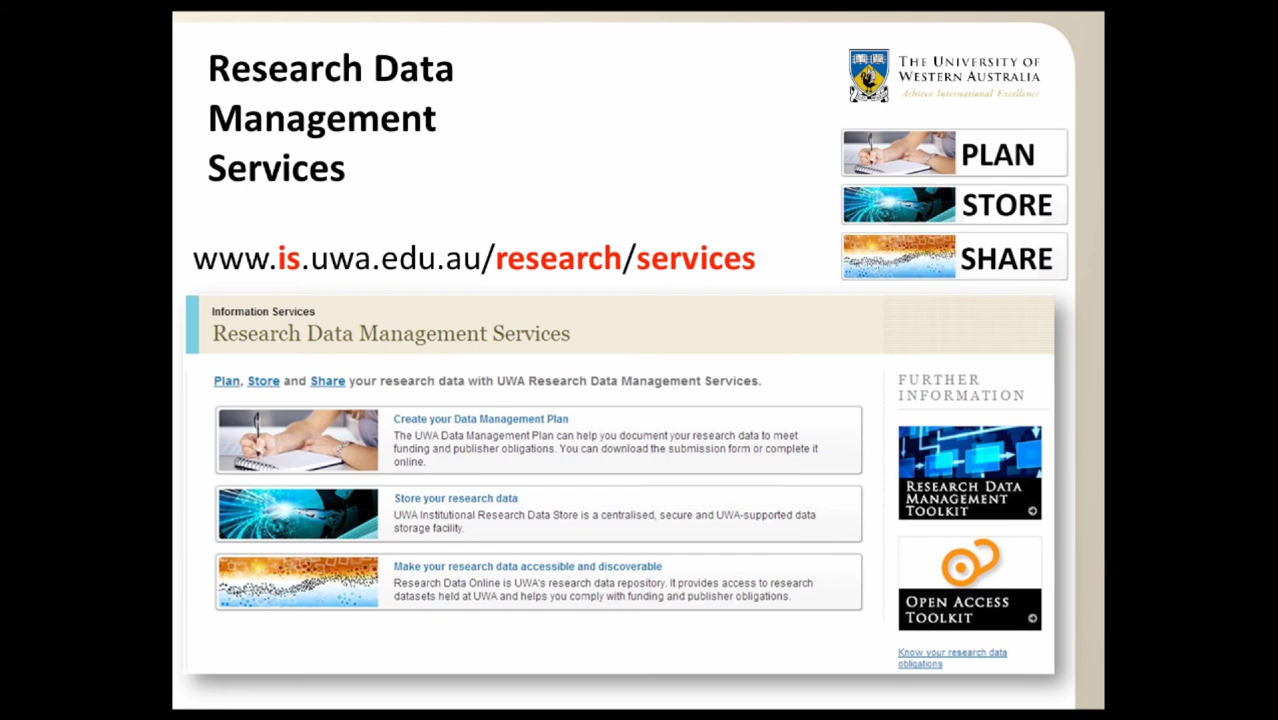 Research Data
Management
Services
THE UNIVERSITY OF
WESTERN AUSTRALIA
Achieve International Excellence
PLAN
STORE
SHARE
www.is.uwa.edu.au/research/services
Information Services
Research Data Management Services
Plan, Store and Share your research data with UWA Research Data Management Services.
Create your Data Management Plan
The UWA Data Management Plan can help you document your research data to meet
funding and publisher obligations. You can download the submission form or complete it
online.
Store your research data
UWA Institutional Research Data Store is a centralised, secure and UWA-supported data
storage facility.
Make your research data accessible and discoverable
Research Data Online is UWA's research data repository. It provides access to research
datasets held at UWA and helps you comply with funding and publisher obligations.
FURTHER
INFORMATION
RESEARCH DATA
MANAGEMENT
TOOLKIT
OPEN ACCESS
TOOLKIT
Know your research data
obligations